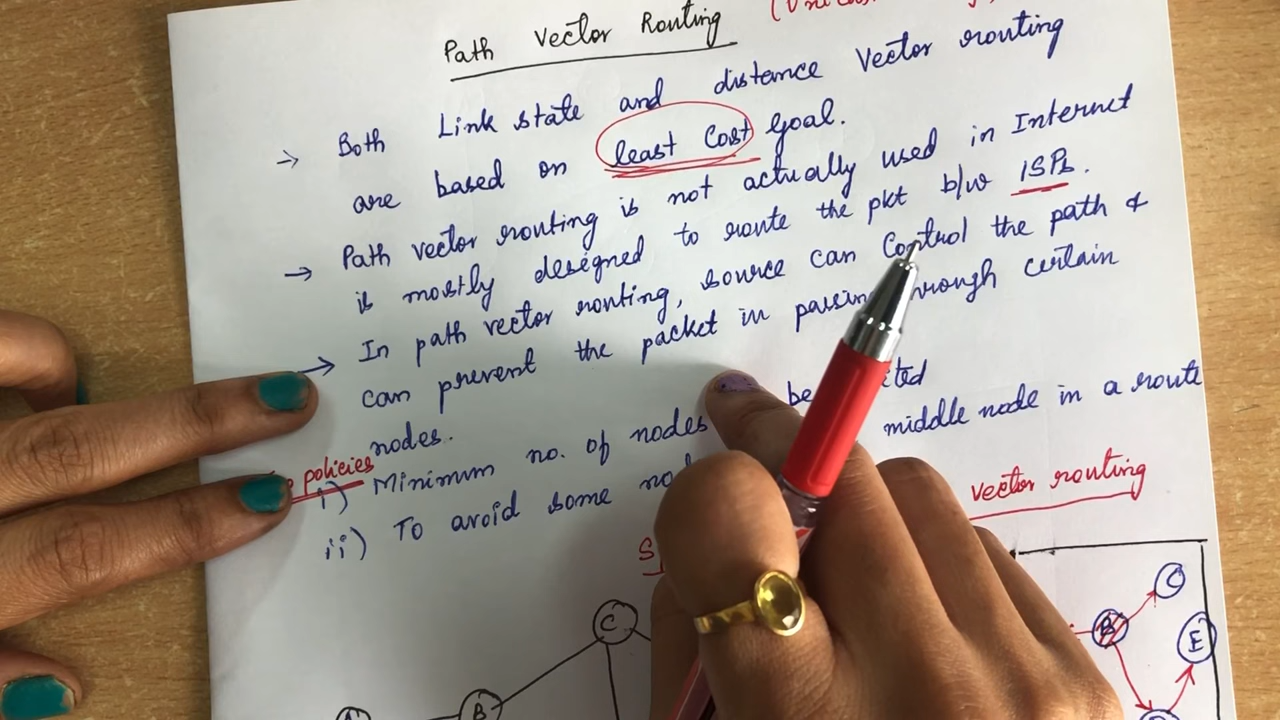 Path Vector Routing
→ Both Link state and distance Vector routing
are based on least Cost Goal.
→ Path vector routing is not actually used in Internet
is mostly designed to route the pkt b/w ISPs.
→ In path vector routing, source can Control the path &
can prevent the packet in passing through certain
nodes.
policies
i) Minimum no. of nodes be
ii) To avoid some middle node in a route
vector routing
C
B
B
C
E